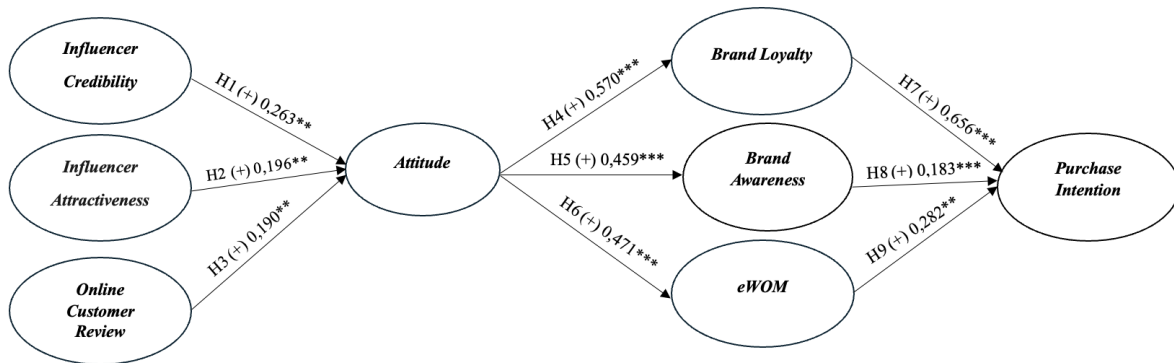 Influencer
Credibility
Influencer
Attractiveness
Online
Customer
Review
H1 (+) 0,263**
H2 (+) 0,196**
H3 (+) 0,190**
Attitude
H4 (+) 0,570***
H5 (+) 0,459***
H6 (+) 0,471***
Brand Loyalty
Brand
Awareness
eWOM
H7 (+) 0,656***
H8 (+) 0,183***
H9 (+) 0,282**
Purchase
Intention